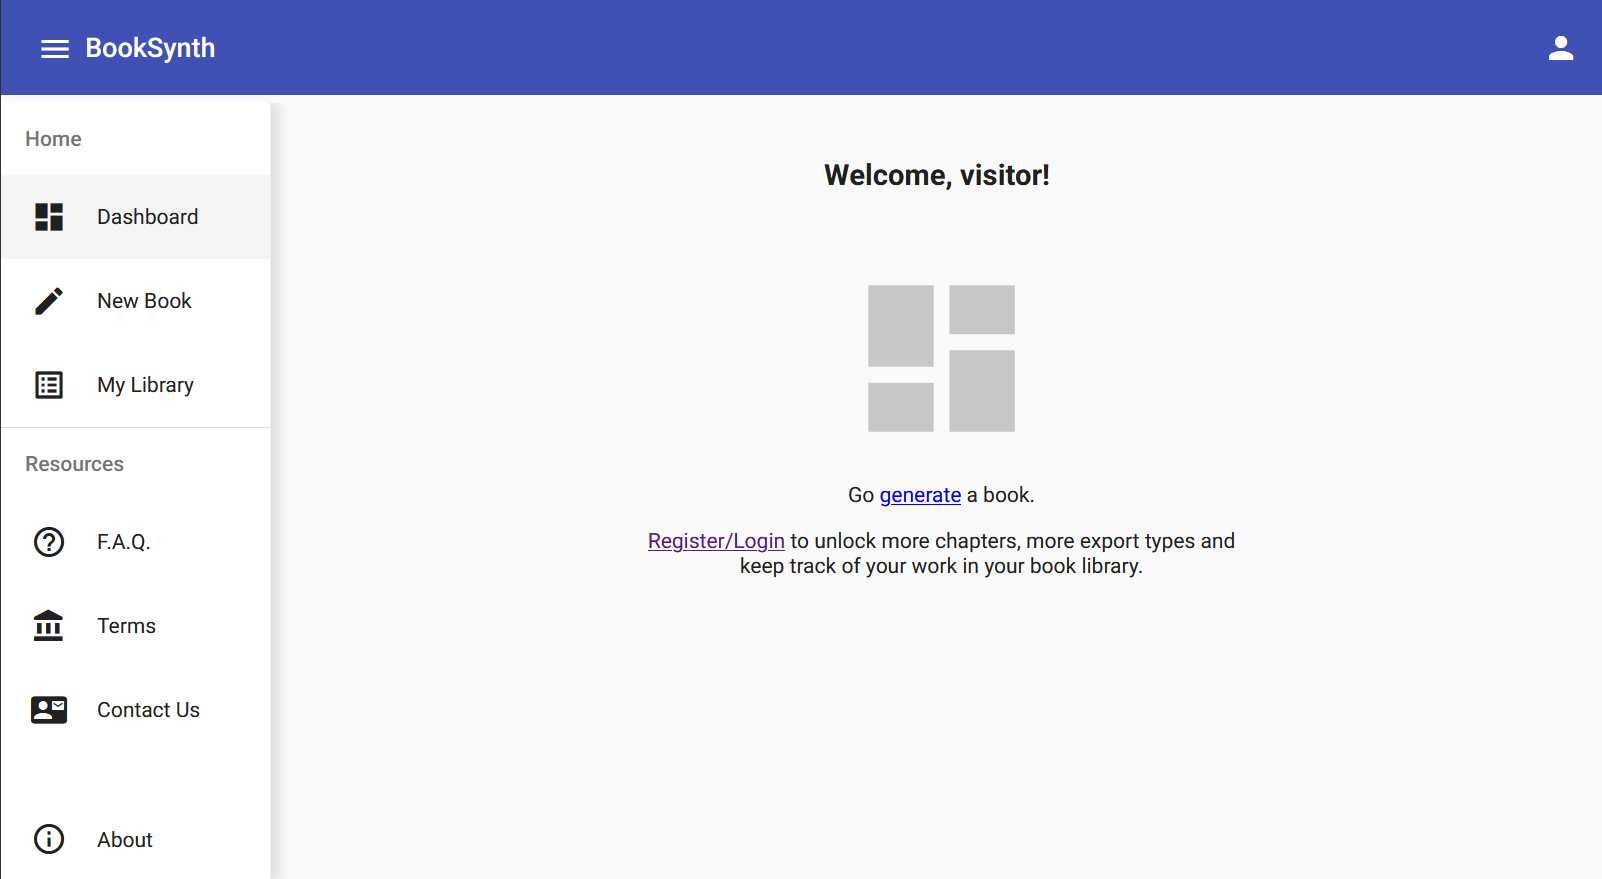 BookSynth
Home
Dashboard
New Book
My Library
Resources
F.A.Q.
Terms
Contact Us
About
Welcome, visitor!
Go generate a book.
Register/Login to unlock more chapters, more export types and
keep track of your work in your book library.